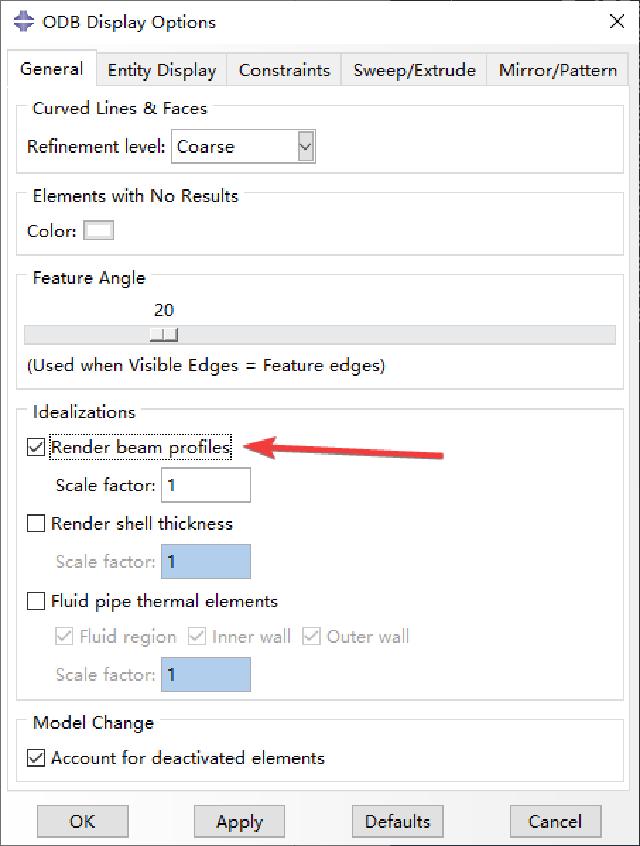 ODB Display Options
General Entity Display Constraints Sweep/Extrude Mirror/Pattern
Curved Lines & Faces
Refinement level: Coarse
Elements with No Results
Color:
Feature Angle
20
(Used when Visible Edges = Feature edges)
Idealizations
Render beam profiles
Scale factor: 1
Render shell thickness
Scale factor: 1
Fluid pipe thermal elements
Fluid region Inner wall Outer wall
Scale factor: 1
Model Change
Account for deactivated elements
OK Apply Defaults Cancel